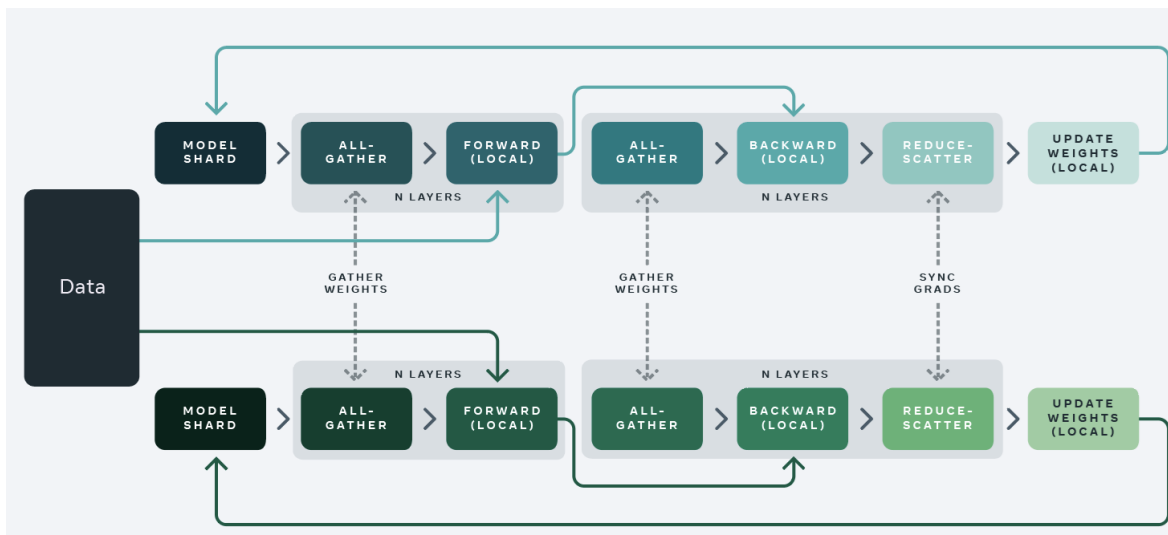 MODEL
SHARD
ALL-
GATHER
FORWARD
(LOCAL)
N LAYERS
ALL-
GATHER
BACKWARD
(LOCAL)
REDUCE-
SCATTER
N LAYERS
UPDATE
WEIGHTS
(LOCAL)
Data
GATHER
WEIGHTS
GATHER
WEIGHTS
SYNC
GRADS
MODEL
SHARD
N LAYERS
ALL-
GATHER
FORWARD
(LOCAL)
N LAYERS
ALL-
GATHER
BACKWARD
(LOCAL)
REDUCE-
SCATTER
UPDATE
WEIGHTS
(LOCAL)